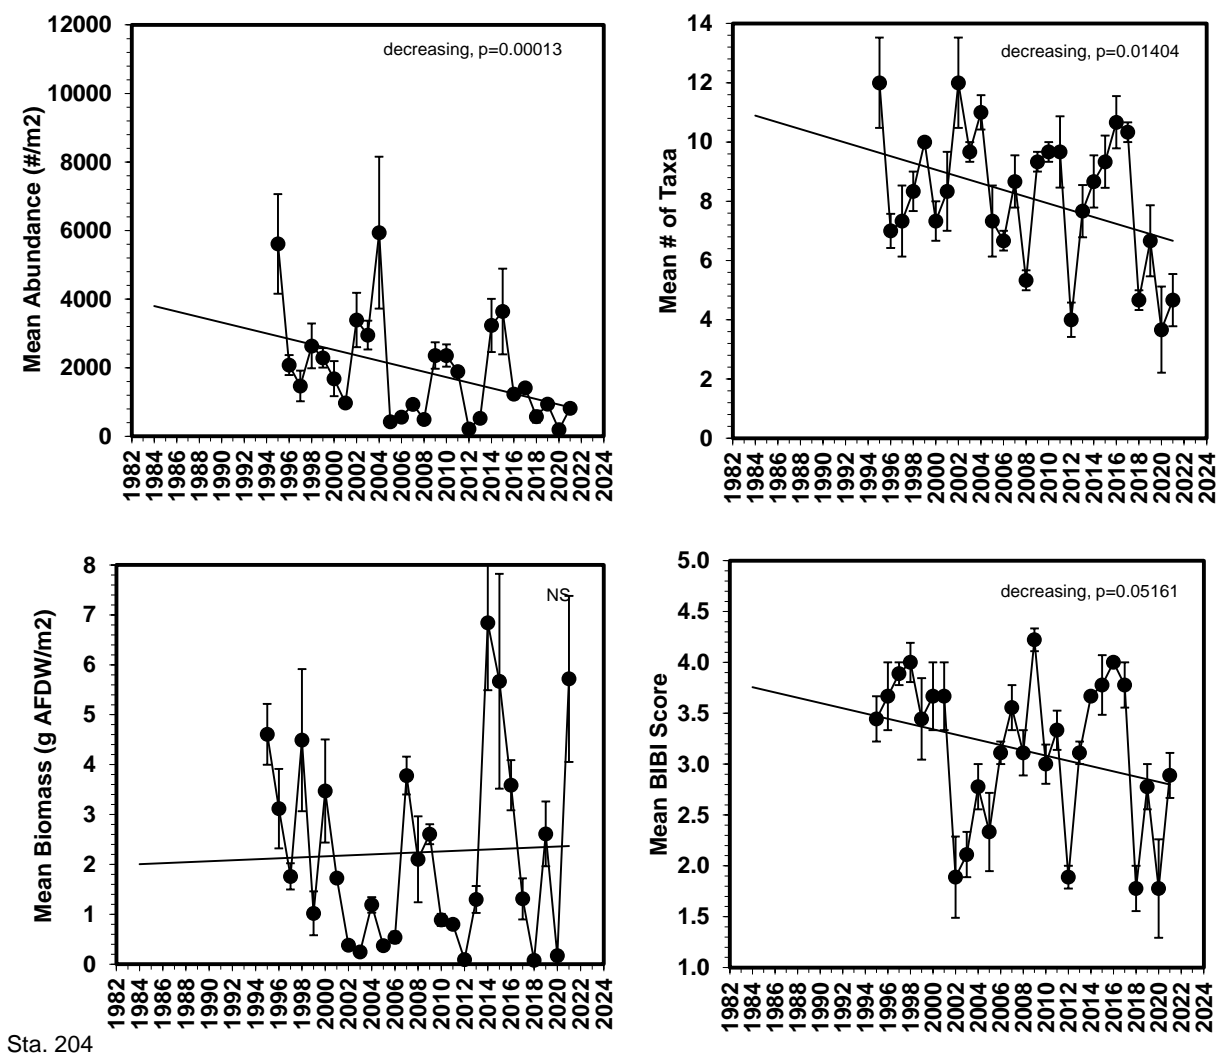 12000
10000
8000
6000
4000
2000
0
Mean Abundance (#/m2)
decreasing, p=0.00013
1982 1984 1986 1988 1990 1992 1994 1996 1998 2000 2002 2004 2006 2008 2010 2012 2014 2016 2018 2020 2022 2024
14
12
10
8
6
4
2
0
Mean # of Taxa
decreasing, p=0.01404
1982 1984 1986 1988 1990 1992 1994 1996 1998 2000 2002 2004 2006 2008 2010 2012 2014 2016 2018 2020 2022 2024
8
7
6
5
4
3
2
1
0
Mean Biomass (g AFDW/m2)
NS
1982 1984 1986 1988 1990 1992 1994 1996 1998 2000 2002 2004 2006 2008 2010 2012 2014 2016 2018 2020 2022 2024
5.0
4.5
4.0
3.5
3.0
2.5
2.0
1.5
1.0
Mean BIBI Score
decreasing, p=0.05161
1982 1984 1986 1988 1990 1992 1994 1996 1998 2000 2002 2004 2006 2008 2010 2012 2014 2016 2018 2020 2022 2024
Sta. 204